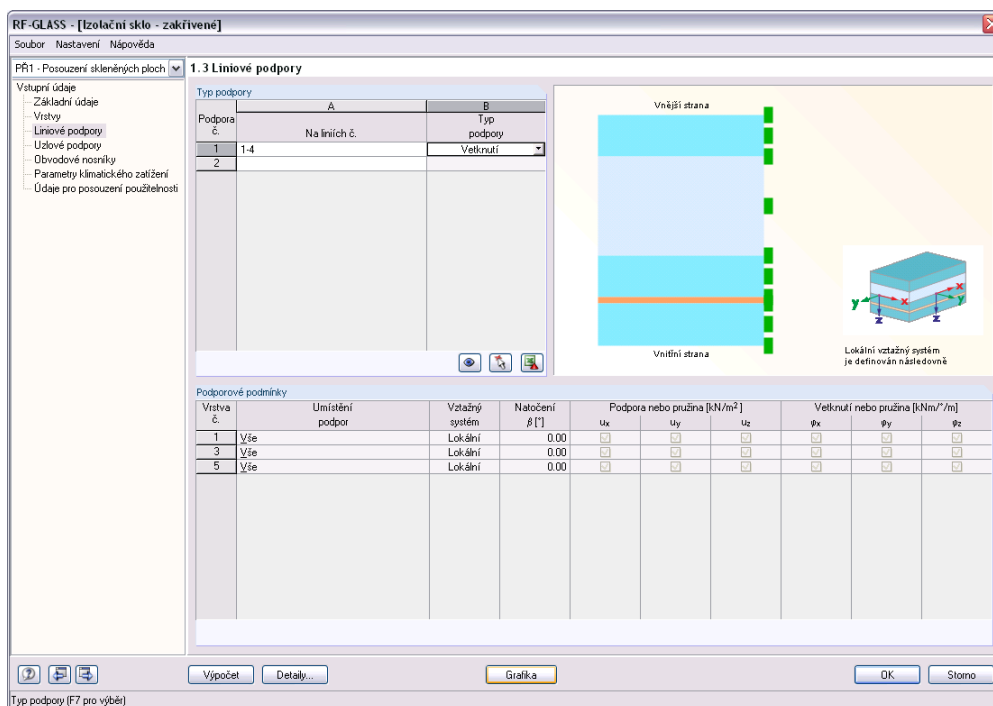 RF-GLASS - [Izolační sklo - zakřivené]
Soubor Nastavení Nápověda
PŘ1 - Posouzení skleněných ploch
1.3 Liniové podpory
Vstupní údaje
Základní údaje
Vrstvy
Liniové podpory
Uzlové podpory
Obvodové nosníky
Parametry klimatického zatížení
Údaje pro posouzení použitelnosti
Typ podpory
A B
Podpora č. Na liniích č. Typ podpory
1 1-4 Vetknutí
2
Vnější strana
Vnitřní strana
y x x y z z
Lokální vztažný systém
je definován následovně
Podporové podmínky
Vrstva Umístění Vztažný Natočení Podpora nebo pružina [kN/m²] Vetknutí nebo pružina [kNm/°/m]
č. podpor systém β [°] ux uy uz φx φy φz
1 Vše Lokální 0.00
3 Vše Lokální 0.00
5 Vše Lokální 0.00
Výpočet Detaily... Grafika OK Storno
Typ podpory (F7 pro výběr)